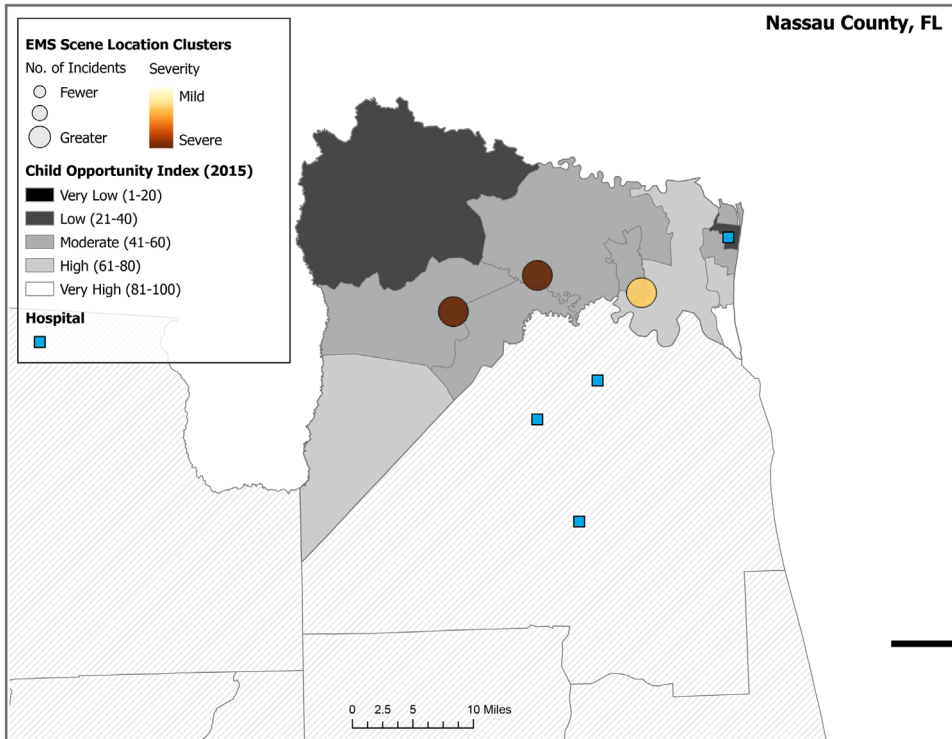 Nassau County, FL
EMS Scene Location Clusters
No. of Incidents Severity
Fewer
Mild
Greater
Severe
Child Opportunity Index (2015)
Very Low (1-20)
Low (21-40)
Moderate (41-60)
High (61-80)
Very High (81-100)
Hospital
0 2.5 5 10 Miles